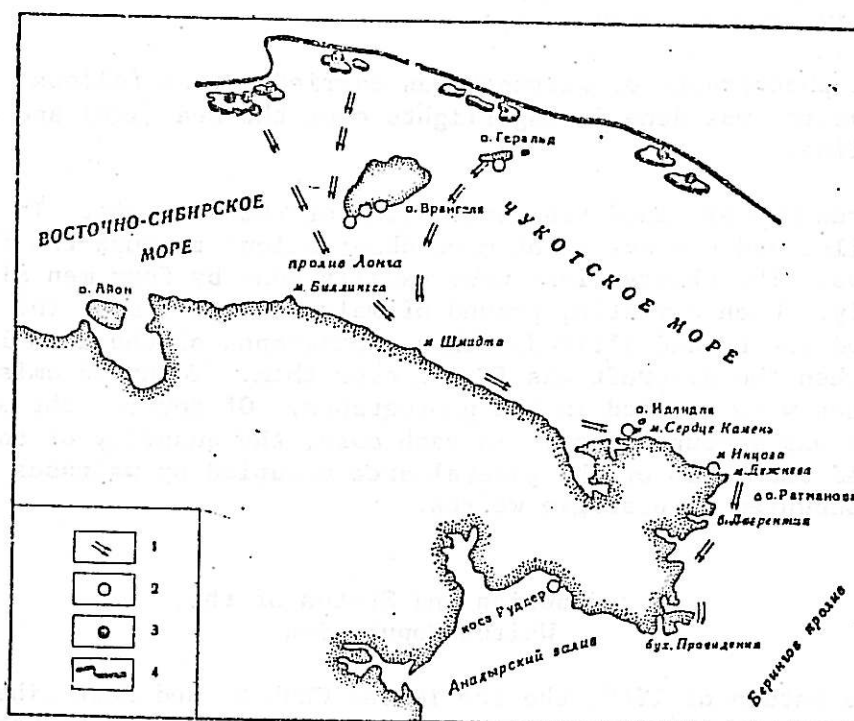 о. Геральд
о. Врангеля
ВОСТОЧНО-СИБИРСКОЕ
МОРЕ
ЧУКОТСКОЕ МОРЕ
пролив Лонга
м. Биллингса
о. Айон
м Шмидта
о. Идлидля
м. Сердце Камень
м Инцова
м. Дежнева
о. Ратманова
б. Лаврентия
коса Руддер
бух. Провидения
Анадырский залив
Берингов пролив
1
2
3
4